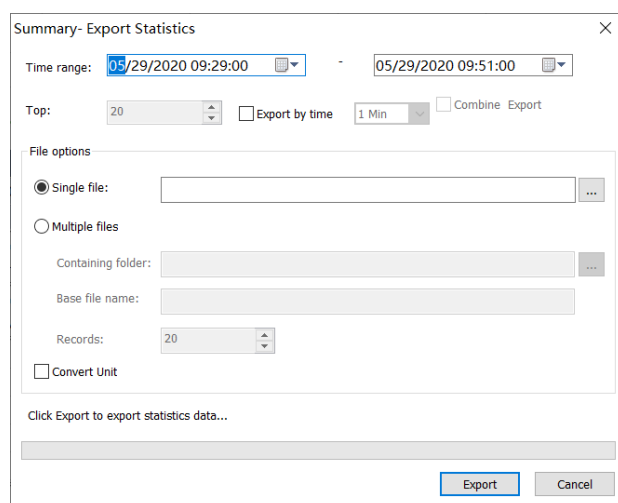 Summary- Export Statistics
Time range: 05/29/2020 09:29:00 - 05/29/2020 09:51:00
Top: 20 Export by time 1 Min Combine Export
File options
Single file: ...
Multiple files
Containing folder: ...
Base file name:
Records: 20
Convert Unit
Click Export to export statistics data...
Export Cancel